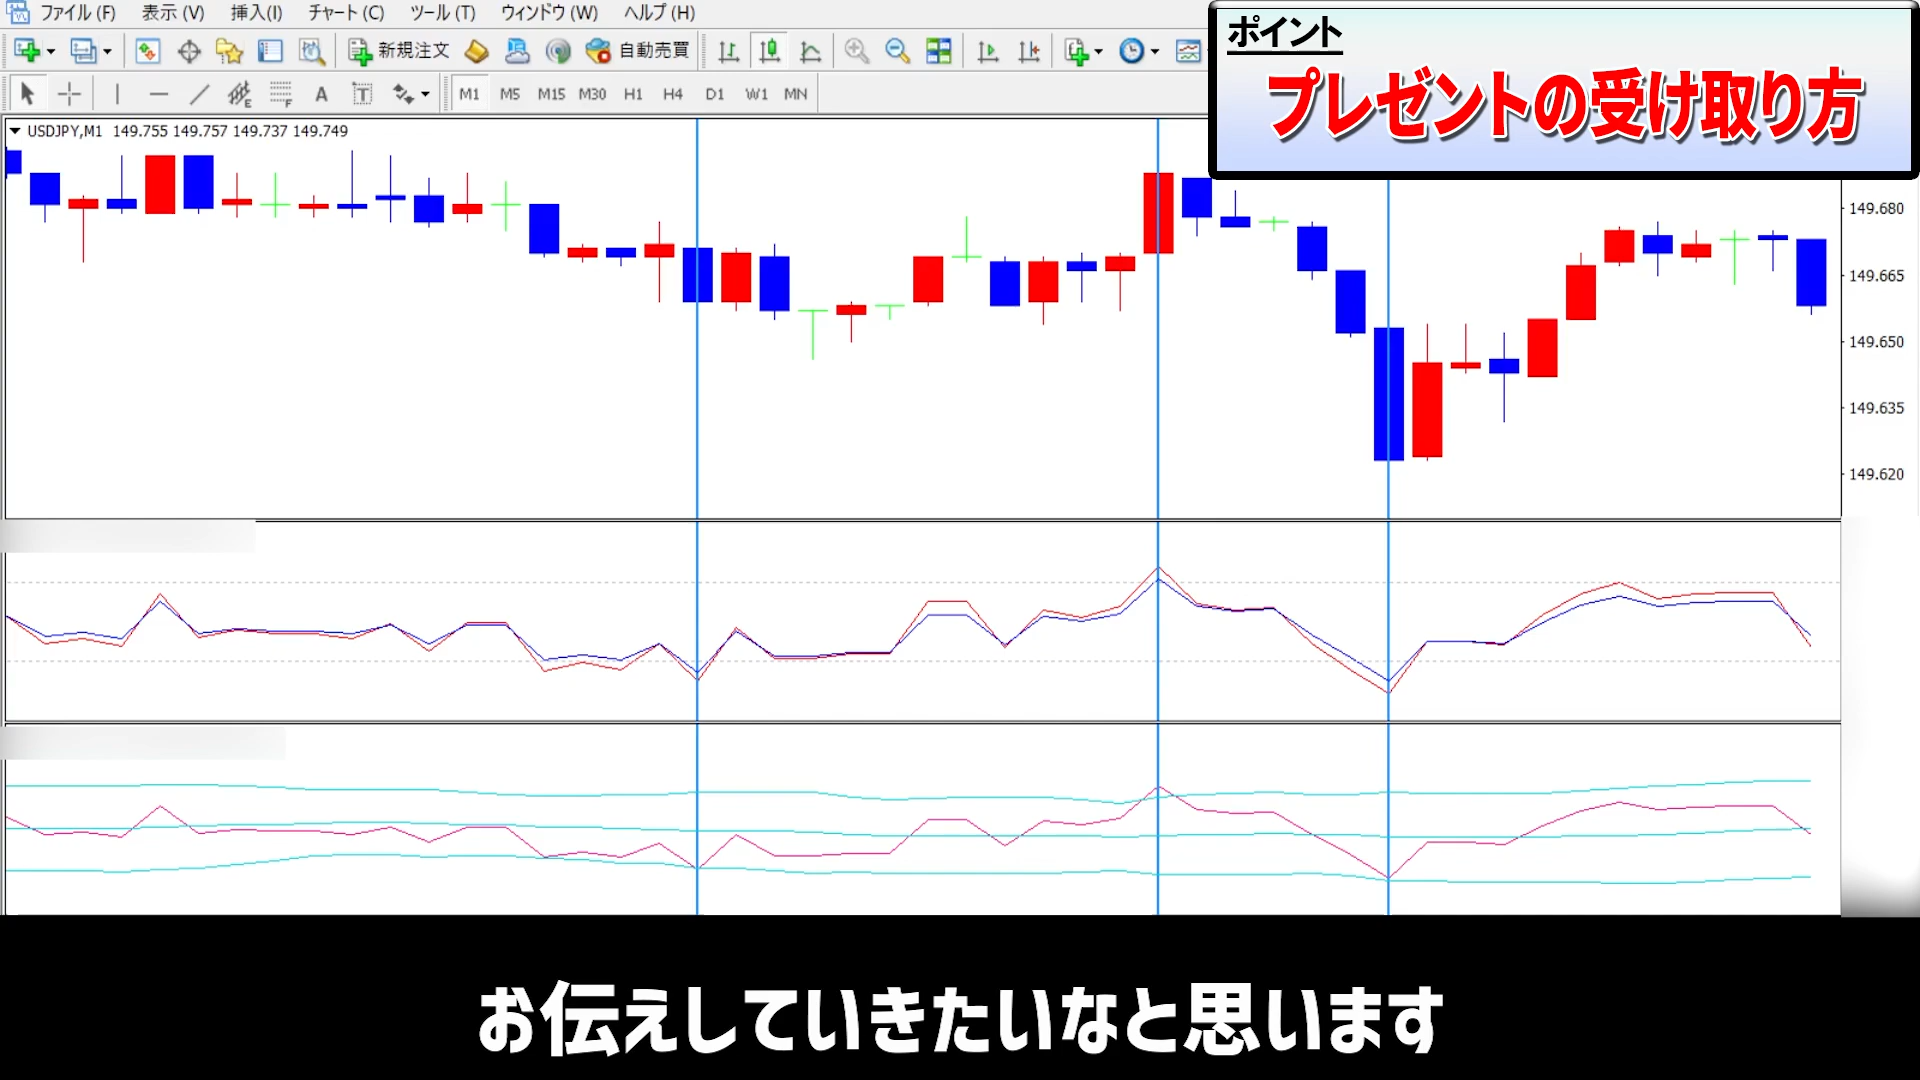 ファイル (F) 表示 (V) 挿入(I) チャート (C) ツール (T) ウィンドウ (W) ヘルプ (H)
新規注文 自動売買
M1 M5 M15 M30 H1 H4 D1 W1 MN
ポイント
プレゼントの受け取り方
USDJPY,M1 149.755 149.757 149.737 149.749
149.680
149.665
149.650
149.635
149.620
お伝えしていきたいなと思います